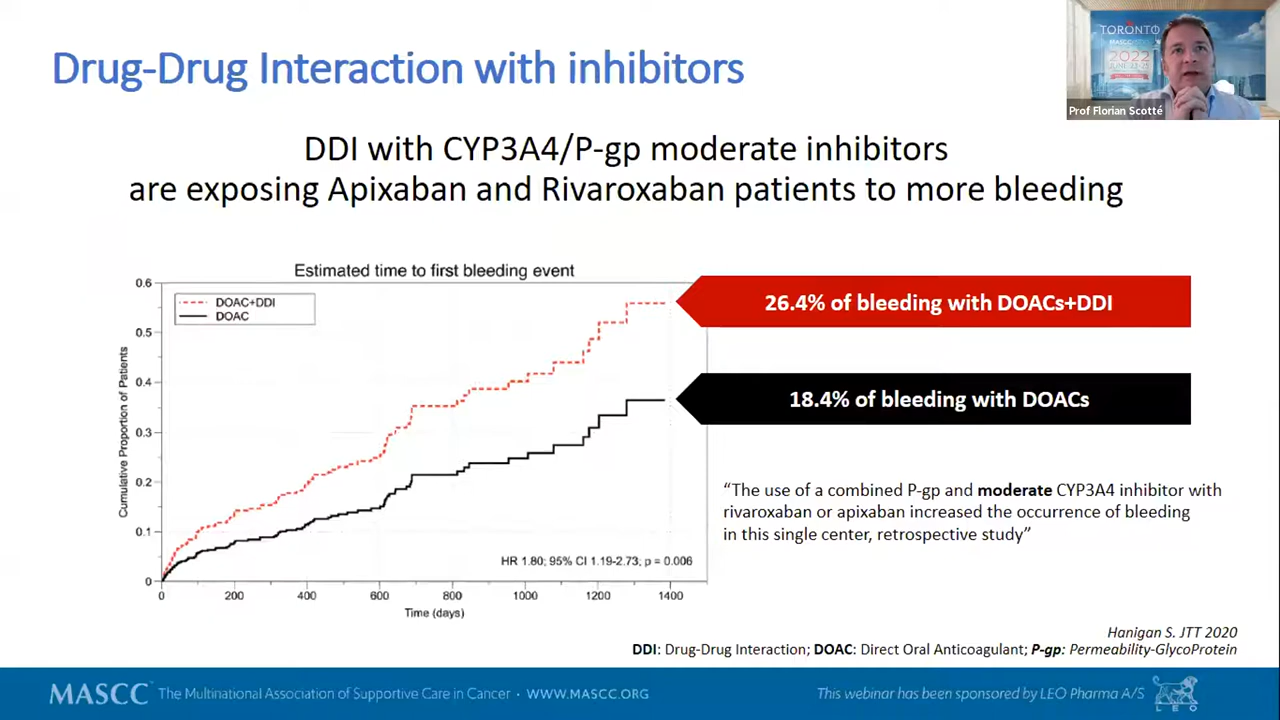 Drug-Drug Interaction with inhibitors
TORONTO
MASCC
2022
Prof Florian Scotté
DDI with CYP3A4/P-gp moderate inhibitors
are exposing Apixaban and Rivaroxaban patients to more bleeding
Estimated time to first bleeding event
DOAC+DDI
DOAC
Cumulative Proportion of Patients
0.6
0.5
0.4
0.3
0.2
0.1
0
HR 1.80; 95% CI 1.19-2.73; p = 0.006
0 200 400 600 800 1000 1200 1400
Time (days)
26.4% of bleeding with DOACs+DDI
18.4% of bleeding with DOACs
“The use of a combined P-gp and moderate CYP3A4 inhibitor with
rivaroxaban or apixaban increased the occurrence of bleeding
in this single center, retrospective study”
Hanigan S. JTT 2020
DDI: Drug-Drug Interaction; DOAC: Direct Oral Anticoagulant; P-gp: Permeability-GlycoProtein
MASCC The Multinational Association of Supportive Care in Cancer • WWW.MASCC.ORG
This webinar has been sponsored by LEO Pharma A/S
LEO